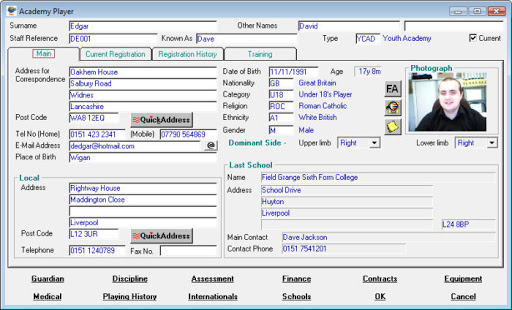 Academy Player
Surname Edgar Other Names David
Staff Reference DE001 Known As Dave Type YCAD Youth Academy Current
Main Current Registration Registration History Training
Address for Correspondence
Oakhem House
Salbury Road
Widnes
Lancashire
Post Code WA8 12EQ QuickAddress
Tel No (Home) 0151 423 2341 (Mobile) 07790 564869
E-Mail Address dedgar@hotmail.com @
Place of Birth Wigan
Date of Birth 11/11/1991 Age 17y 8m
Nationality GB Great Britain
Category U18 Under 18's Player
Religion ROC Roman Catholic
Ethnicity A1 White British
Gender M Male
FA
Photograph
Dominant Side - Upper limb Right Lower limb Right
Local
Address Rightway House
Maddington Close
Liverpool
Post Code L12 3UR QuickAddress
Telephone 0151 1240789 Fax No.
Last School
Name Field Grange Sixth Form College
Address School Drive
Huyton
Liverpool
L24 8BP
Main Contact Dave Jackson
Contact Phone 0151 7541201
Guardian Discipline Assessment Finance Contracts Equipment
Medical Playing History Internationals Schools OK Cancel